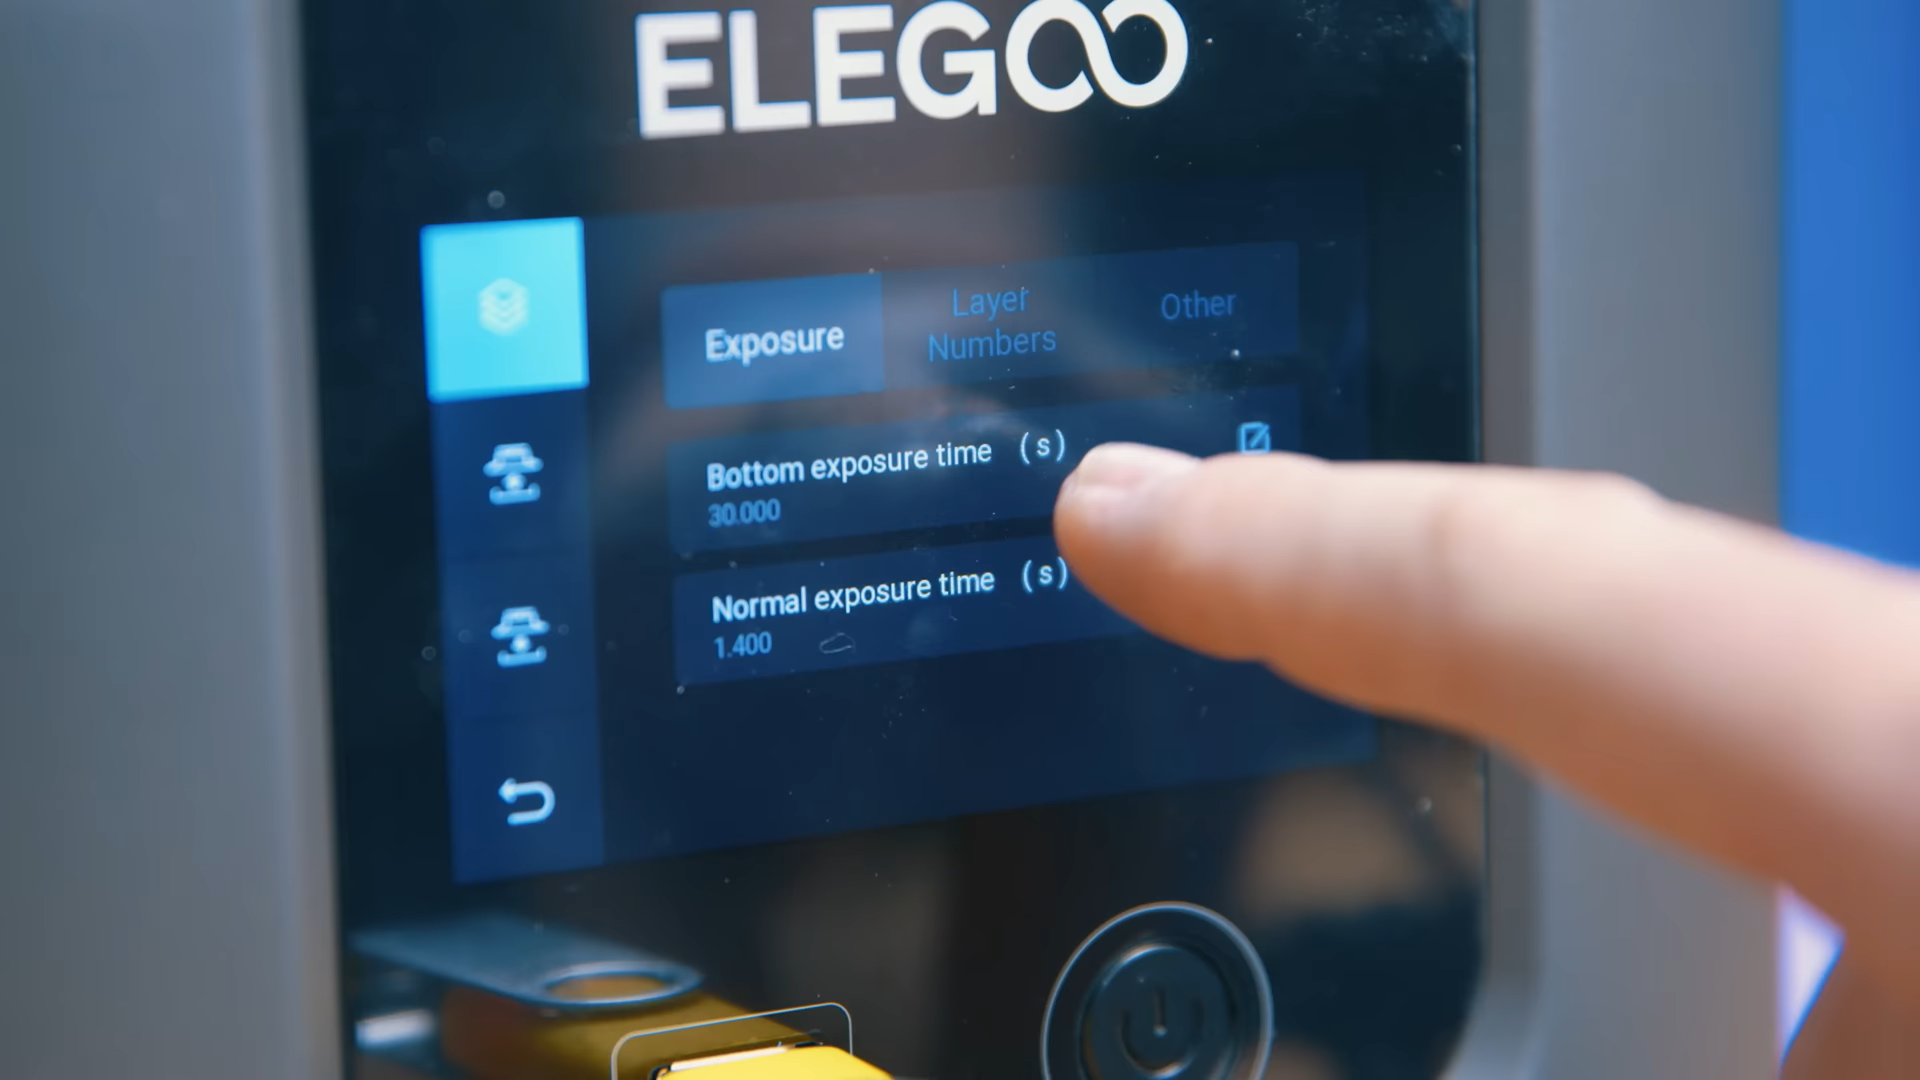 ELEGOO
Exposure
Layer
Numbers
Other
Bottom exposure time (s)
30.000
Normal exposure time (s)
1.400